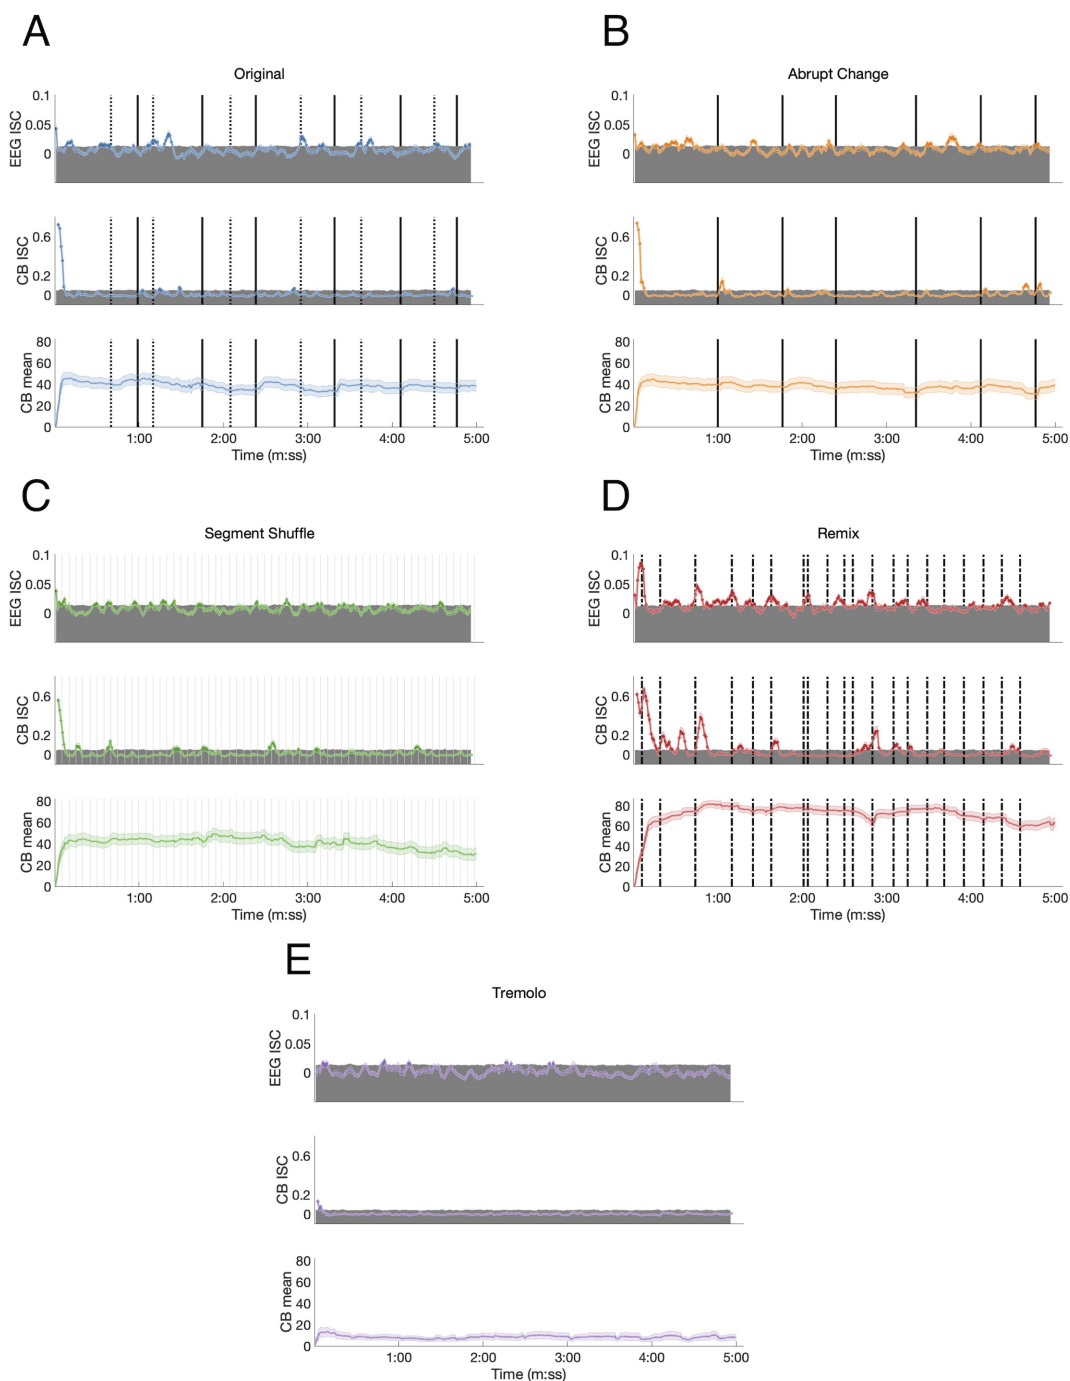 A
Original
0.1
0.05
0
EEG ISC
0.6
0.2
0
CB ISC
80
60
40
20
0
CB mean
1:00 2:00 3:00 4:00 5:00
Time (m:ss)
B
Abrupt Change
0.1
0.05
0
EEG ISC
0.6
0.2
0
CB ISC
80
60
40
20
0
CB mean
1:00 2:00 3:00 4:00 5:00
Time (m:ss)
C
Segment Shuffle
0.1
0.05
0
EEG ISC
0.6
0.2
0
CB ISC
80
60
40
20
0
CB mean
1:00 2:00 3:00 4:00 5:00
Time (m:ss)
D
Remix
0.1
0.05
0
EEG ISC
0.6
0.2
0
CB ISC
80
60
40
20
0
CB mean
1:00 2:00 3:00 4:00 5:00
Time (m:ss)
E
Tremolo
0.1
0.05
0
EEG ISC
0.6
0.2
0
CB ISC
80
60
40
20
0
CB mean
1:00 2:00 3:00 4:00 5:00
Time (m:ss)